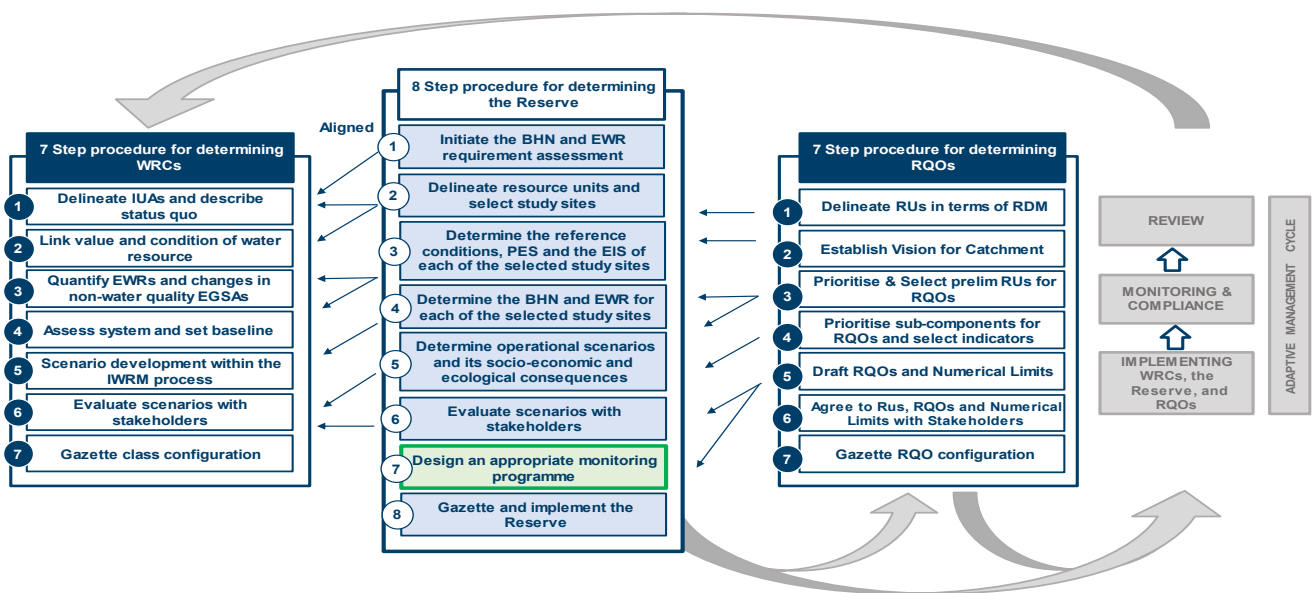 8 Step procedure for determining
the Reserve
Aligned
7 Step procedure for determining
WRCs
1
Delineate IUAs and describe
status quo
2
Link value and condition of water
resource
3
Quantify EWRs and changes in
non-water quality EGSAs
4
Assess system and set baseline
5
Scenario development within the
IWRM process
6
Evaluate scenarios with
stakeholders
7
Gazette class configuration
1
Initiate the BHN and EWR
requirement assessment
2
Delineate resource units and
select study sites
3
Determine the reference
conditions, PES and the EIS of
each of the selected study sites
4
Determine the BHN and EWR for
each of the selected study sites
5
Determine operational scenarios
and its socio-economic and
ecological consequences
6
Evaluate scenarios with
stakeholders
7
Design an appropriate monitoring
programme
8
Gazette and implement the
Reserve
7 Step procedure for determining
RQOs
1
Delineate RUs in terms of RDM
2
Establish Vision for Catchment
3
Prioritise & Select prelim RUs for
RQOs
4
Prioritise sub-components for
RQOs and select indicators
5
Draft RQOs and Numerical Limits
6
Agree to Rus, RQOs and Numerical
Limits with Stakeholders
7
Gazette RQO configuration
REVIEW
MONITORING &
COMPLIANCE
IMPLEMENTING
WRCs, the
Reserve, and
RQOs
ADAPTIVE MANAGEMENT CYCLE